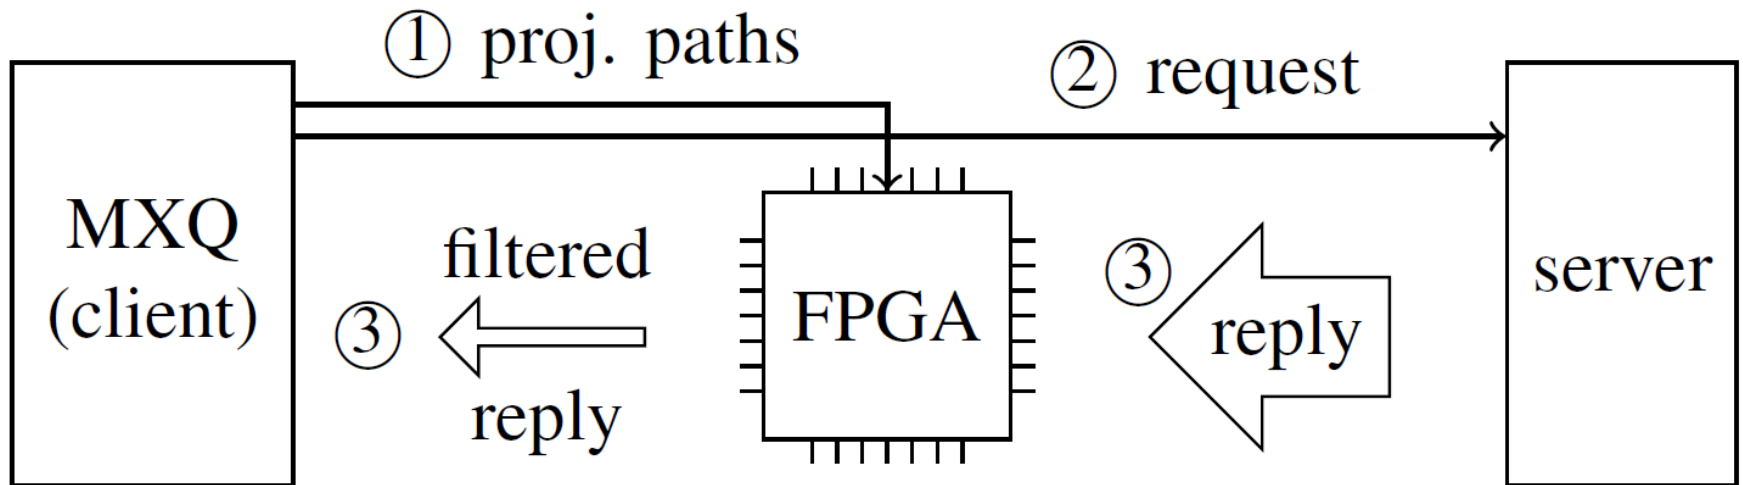 ① proj. paths
② request
MXQ
(client)
filtered
③
reply
FPGA
③
reply
server